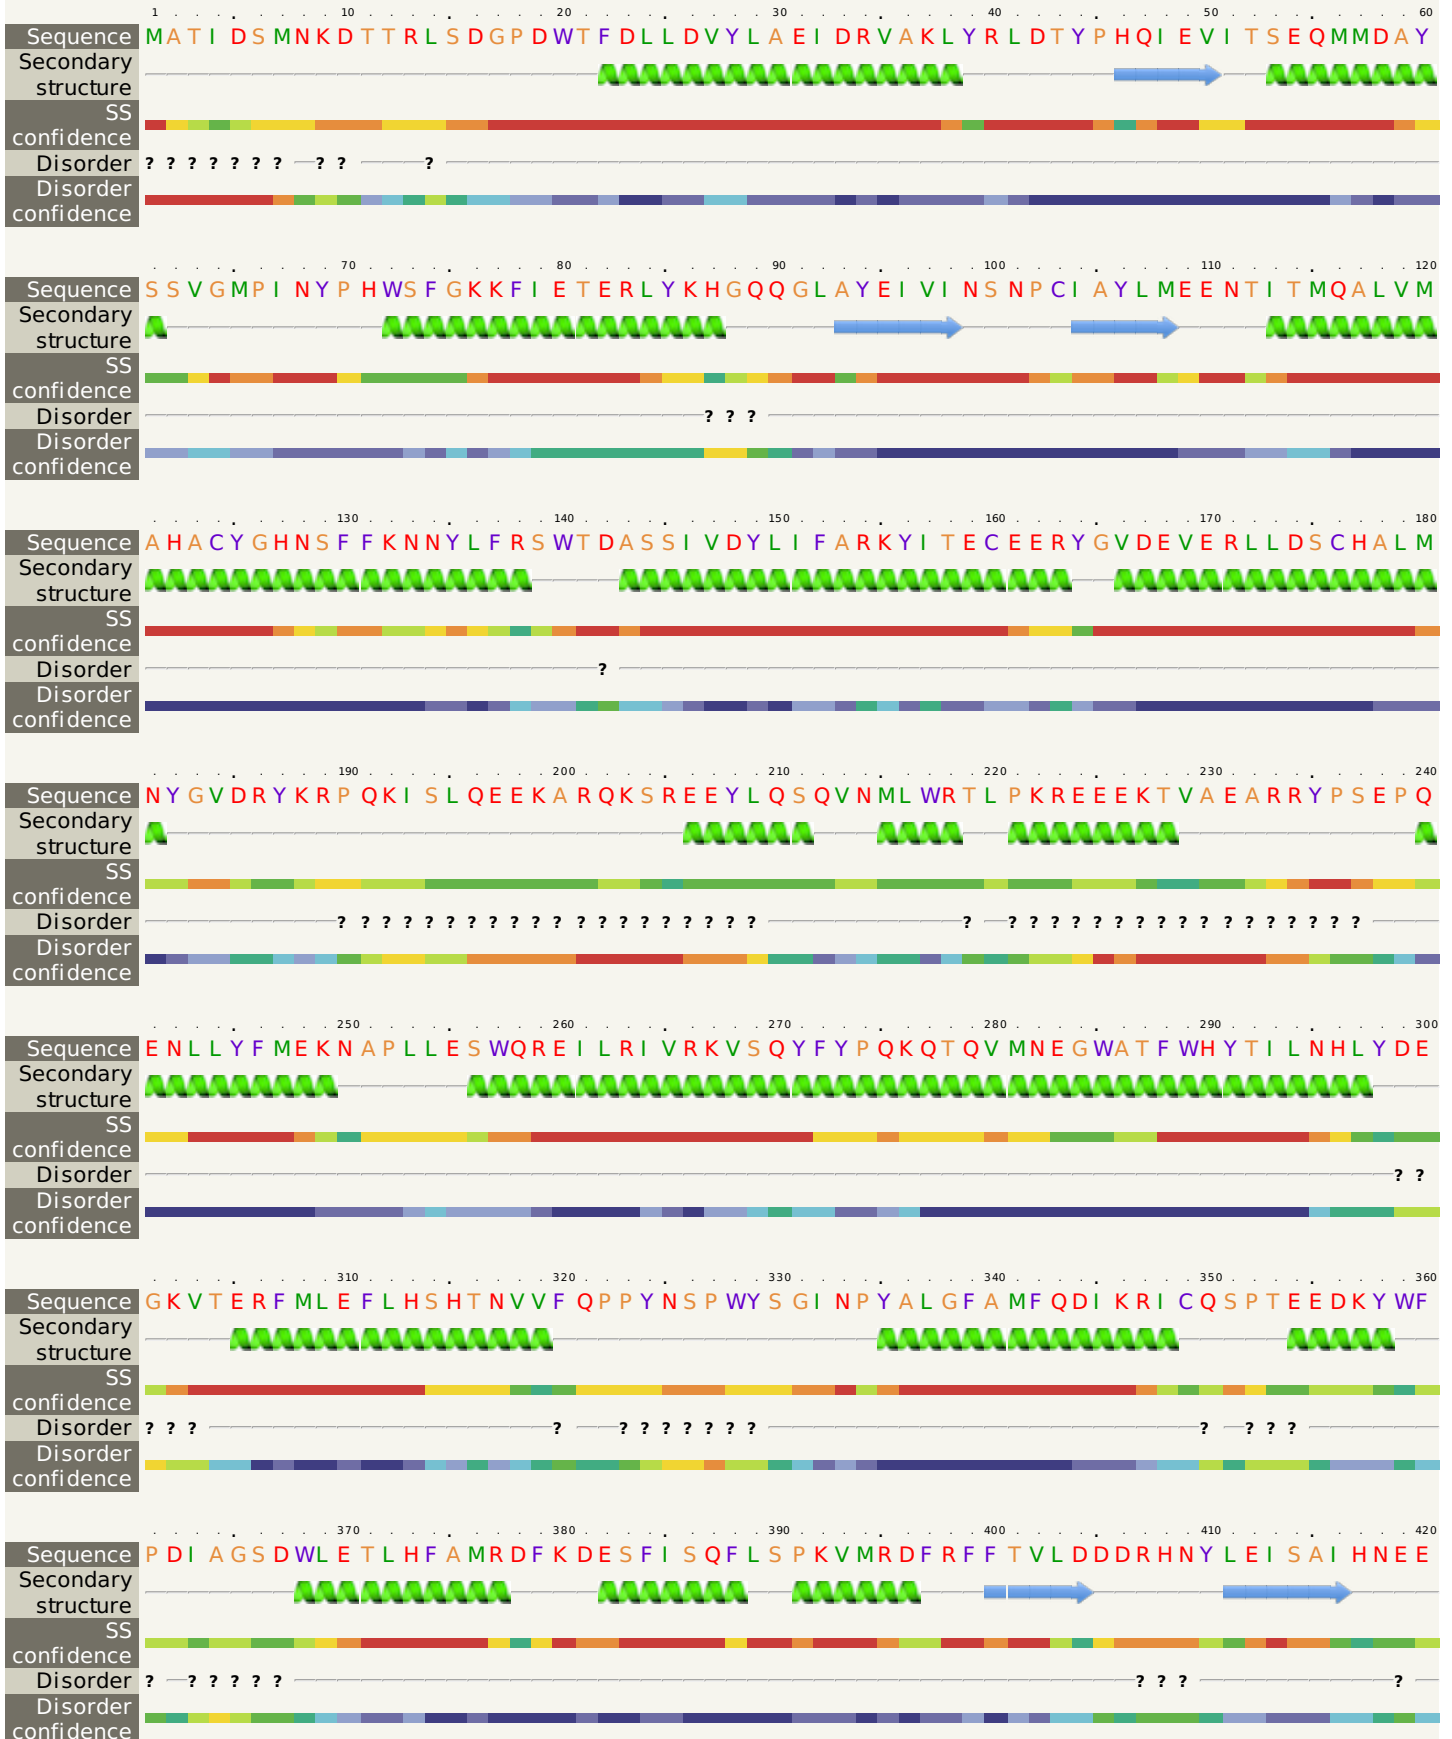 1 10 20 30 40 50 60
Sequence MATIDSMNKDTTRLSDGPDWTFDLLDVYLAEIDRVAKLYRLDTYPHQIEVITSEQMMDAY
Secondary
structure
SS
confidence
Disorder ? ? ? ? ? ? ? ? ? ?
Disorder
confidence
70 80 90 100 110 120
Sequence SSVGMPINYPHWSFGKKFIETERLYKHGQQGLAYEIVINSNPCIAYLMEENTITMQALVM
Secondary
structure
SS
confidence
Disorder ? ? ?
Disorder
confidence
130 140 150 160 170 180
Sequence AHACYGHNSFFKNNYLFRSWTDASSIVDYLIFARKYITECEERYGVDEVERLLDSCHALM
Secondary
structure
SS
confidence
Disorder ?
Disorder
confidence
190 200 210 220 230 240
Sequence NYGVDRYKRPQKISLQEEKARQKSREEYLQSQVNMLWRTLPKREEEKTVAEARRYPSEPQ
Secondary
structure
SS
confidence
Disorder ? ? ? ? ? ? ? ? ? ? ? ? ? ? ? ? ? ? ? ? ? ? ? ? ? ? ? ? ? ? ? ? ? ? ? ? ? ? 
Disorder
confidence
250 260 270 280 290 300
Sequence ENLLYFMEKNAPLLESWQREILRIVRKVSQYFYPQKQTQVMNEGWATFWHYTILNHLYDE
Secondary
structure
SS
confidence
Disorder ? ?
Disorder
confidence
310 320 330 340 350 360
Sequence GKVTERFMLEFLHSHTNVVFQPPYNSPWYSGINPYALGFAMFQDIKRICQSPTEEDKYWF
Secondary
structure
SS
confidence
Disorder ? ? ? ? ? ? ? ? ? ? ? ? ? ? ?
Disorder
confidence
370 380 390 400 410 420
Sequence PDIAGSDWLETLHFAMRDFKDESFISQFLSPKVMRDFRFFTVLDDDRHNYLEISAIHNEE
Secondary
structure
SS
confidence
Disorder ? ? ? ? ? ? ? ? ? ?
Disorder
confidence